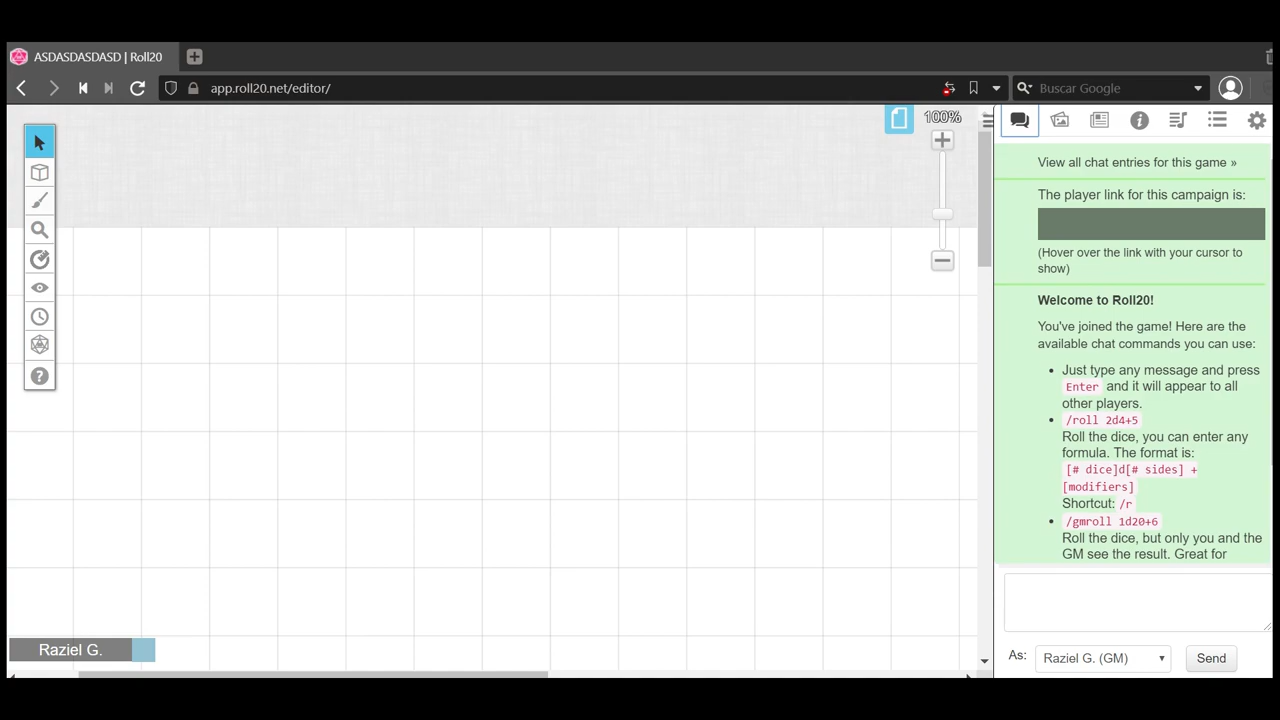 ASDASDASDASD | Roll20
app.roll20.net/editor/
Buscar Google
100%
View all chat entries for this game »
The player link for this campaign is:
(Hover over the link with your cursor to
show)
Welcome to Roll20!
You've joined the game! Here are the
available chat commands you can use:
• Just type any message and press
Enter and it will appear to all
other players.
• /roll 2d4+5
Roll the dice, you can enter any
formula. The format is:
[# dice]d[# sides] +
[modifiers]
Shortcut: /r
• /gmroll 1d20+6
Roll the dice, but only you and the
GM see the result. Great for
Raziel G.
As: Raziel G. (GM) Send